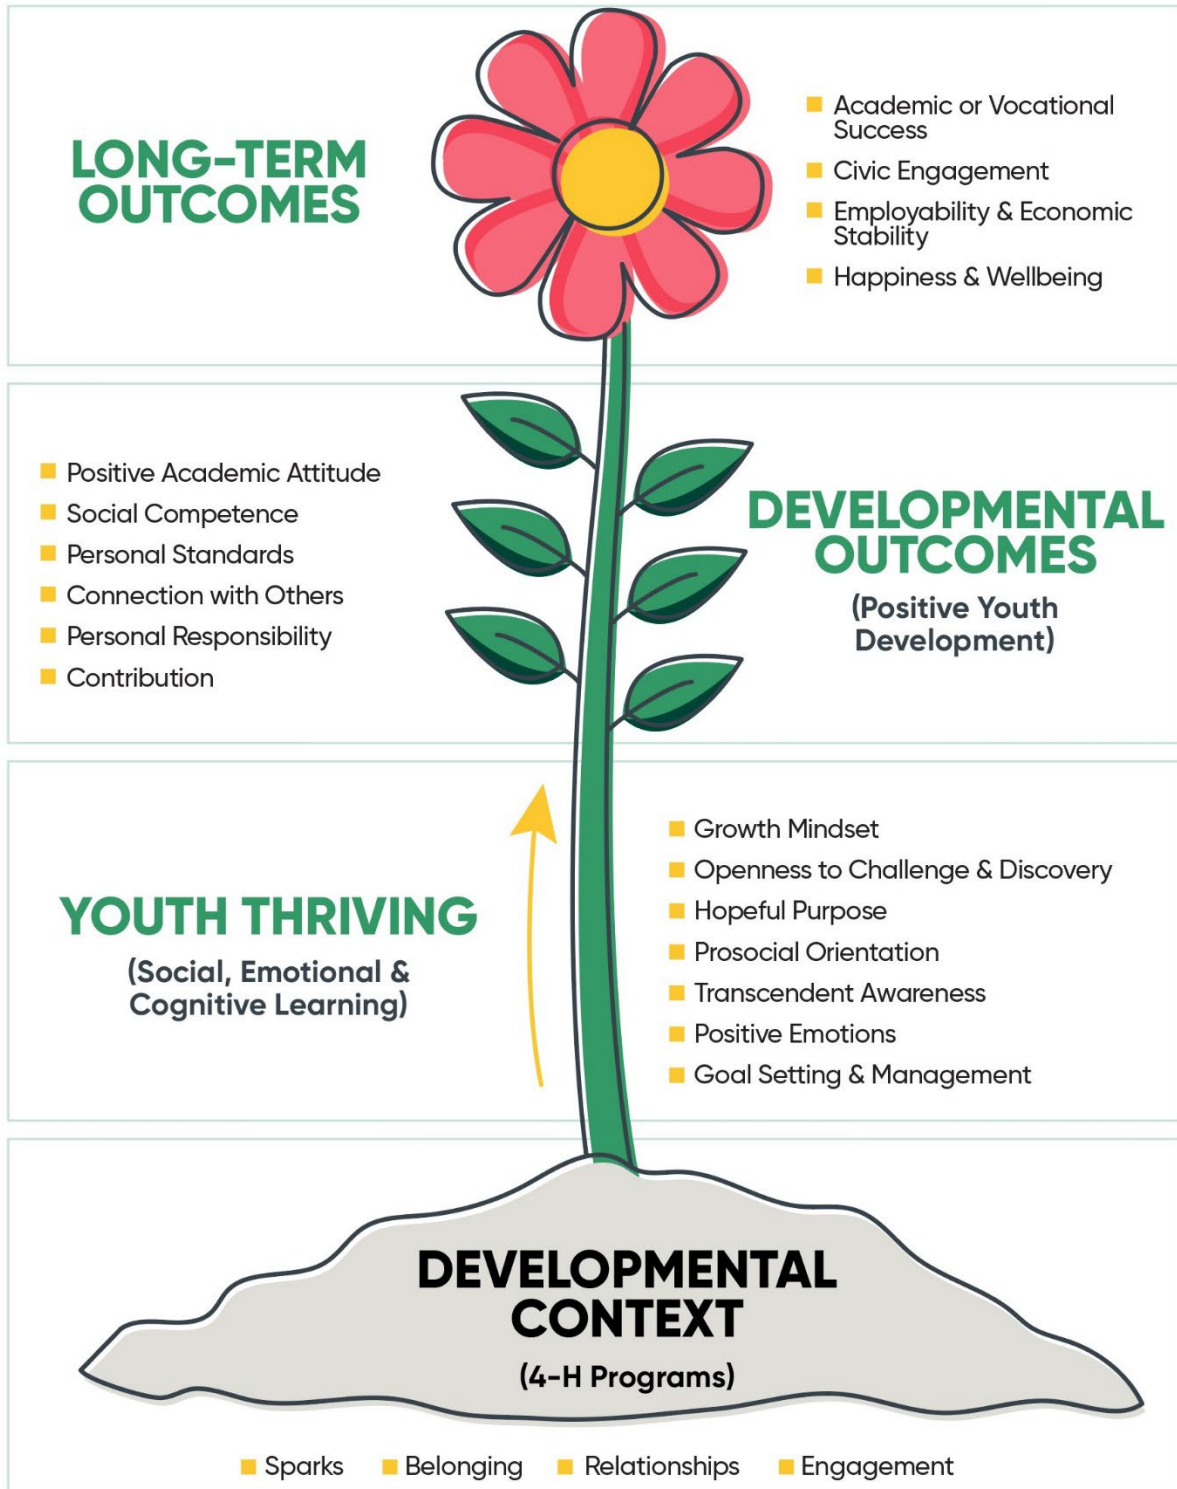 LONG-TERM
OUTCOMES
Academic or Vocational
Success
Civic Engagement
Employability & Economic
Stability
Happiness & Wellbeing
Positive Academic Attitude
Social Competence
Personal Standards
Connection with Others
Personal Responsibility
Contribution
DEVELOPMENTAL
OUTCOMES
(Positive Youth
Development)
YOUTH THRIVING
(Social, Emotional &
Cognitive Learning)
Growth Mindset
Openness to Challenge & Discovery
Hopeful Purpose
Prosocial Orientation
Transcendent Awareness
Positive Emotions
Goal Setting & Management
DEVELOPMENTAL
CONTEXT
(4-H Programs)
Sparks Belonging Relationships Engagement